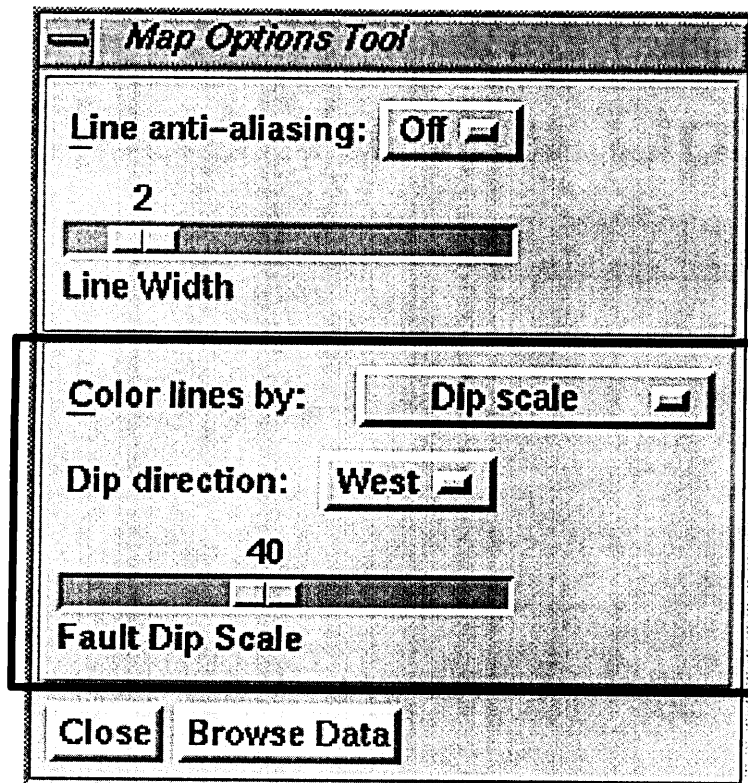 Map Options Tool
Line anti-aliasing: Off
2
Line Width
Color lines by: Dip scale
Dip direction: West
40
Fault Dip Scale
Close Browse Data